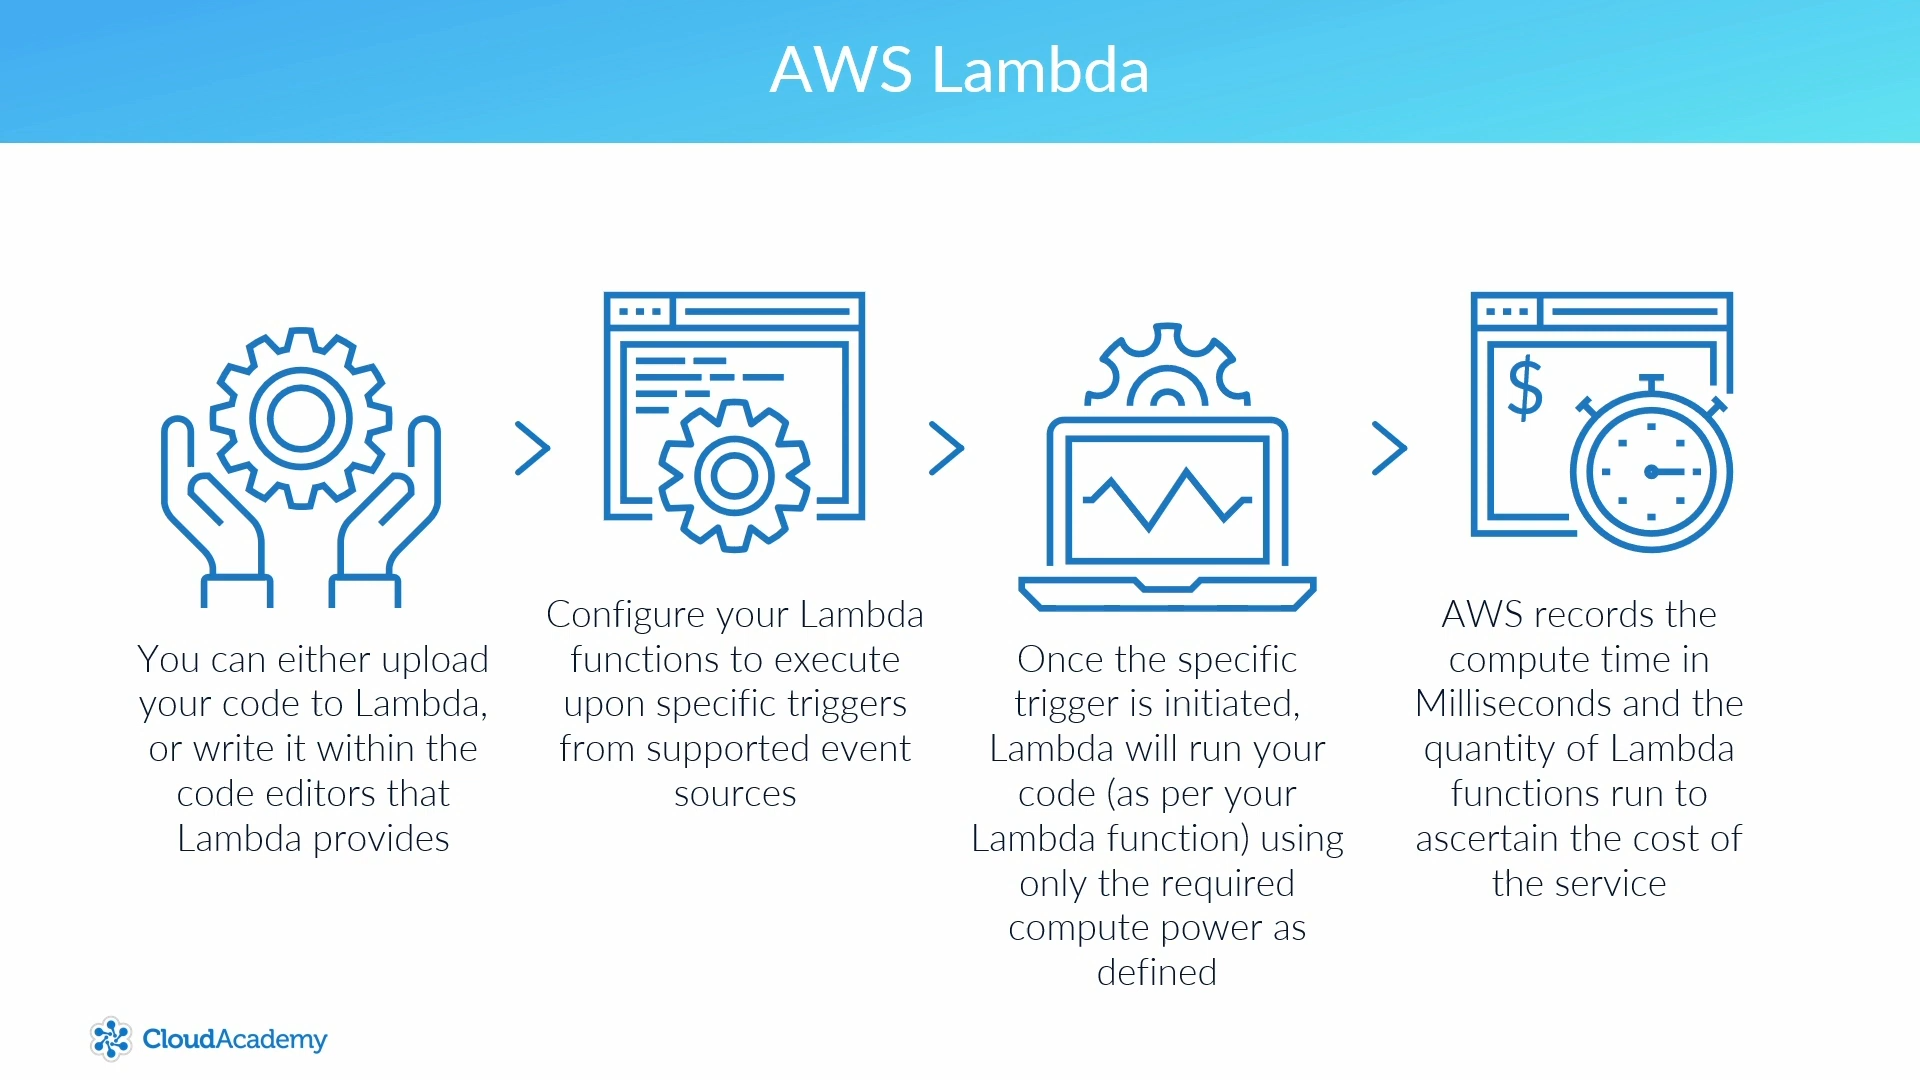 AWS Lambda
$
You can either upload
your code to Lambda,
or write it within the
code editors that
Lambda provides
Configure your Lambda
functions to execute
upon specific triggers
from supported event
sources
Once the specific
trigger is initiated,
Lambda will run your
code (as per your
Lambda function) using
only the required
compute power as
defined
AWS records the
compute time in
Milliseconds and the
quantity of Lambda
functions run to
ascertain the cost of
the service
CloudAcademy